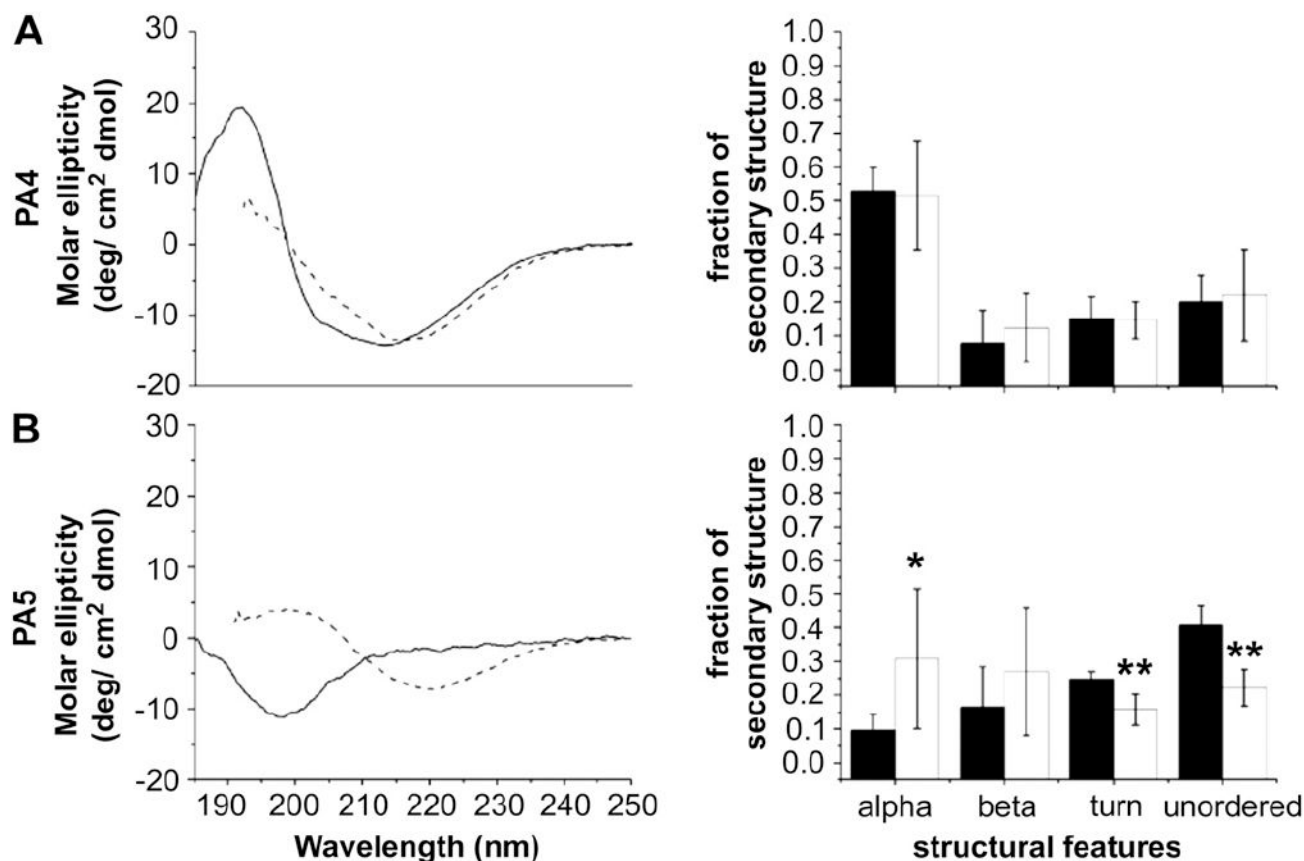 A
PA4
Molar ellipticity
(deg/ cm² dmol)
30
20
10
0
-10
-20
fraction of
secondary structure
1.0
0.9
0.8
0.7
0.6
0.5
0.4
0.3
0.2
0.1
0.0
B
PA5
Molar ellipticity
(deg/ cm² dmol)
30
20
10
0
-10
-20
190 200 210 220 230 240 250
Wavelength (nm)
fraction of
secondary structure
1.0
0.9
0.8
0.7
0.6
0.5
0.4
0.3
0.2
0.1
0.0
*
**
**
alpha beta turn unordered
structural features